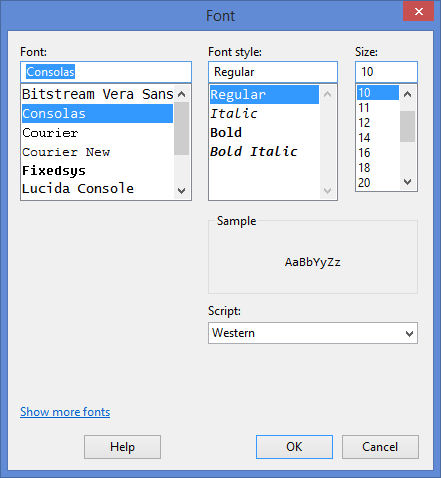 Font
Font:
Font style:
Size:
Consolas
Regular
10
Bitstream Vera Sans
Consolas
Courier
Courier New
Fixedsys
Lucida Console
Regular
Italic
Bold
Bold Italic
10
11
12
14
16
18
20
Sample
AaBbYyZz
Script:
Western
Show more fonts
Help
OK
Cancel